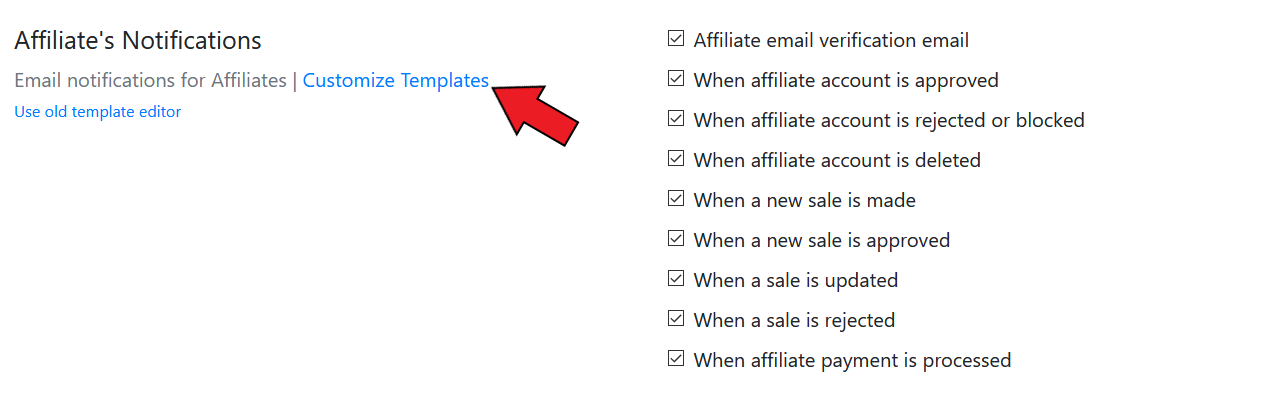 Affiliate's Notifications
Email notifications for Affiliates | Customize Templates
Use old template editor
Affiliate email verification email
When affiliate account is approved
When affiliate account is rejected or blocked
When affiliate account is deleted
When a new sale is made
When a new sale is approved
When a sale is updated
When a sale is rejected
When affiliate payment is processed